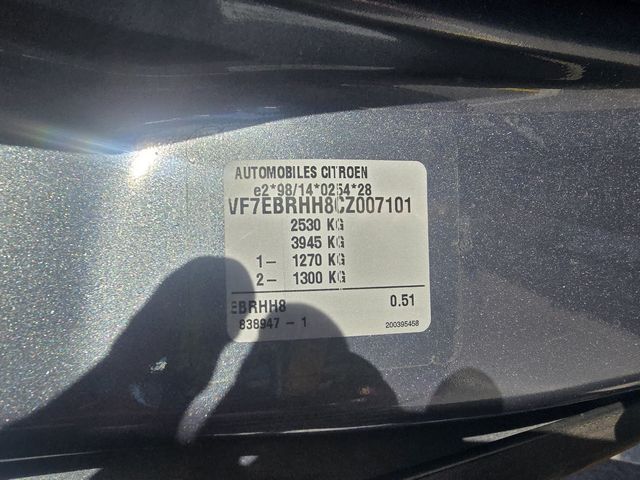 AUTOMOBILES CITROEN
e2*98/14*0254*28
VF7EBRHH8CZ007101
2530 KG
3945 KG
1- 1270 KG
2- 1300 KG
EBRHH8 0.51
838947 - 1 200395458